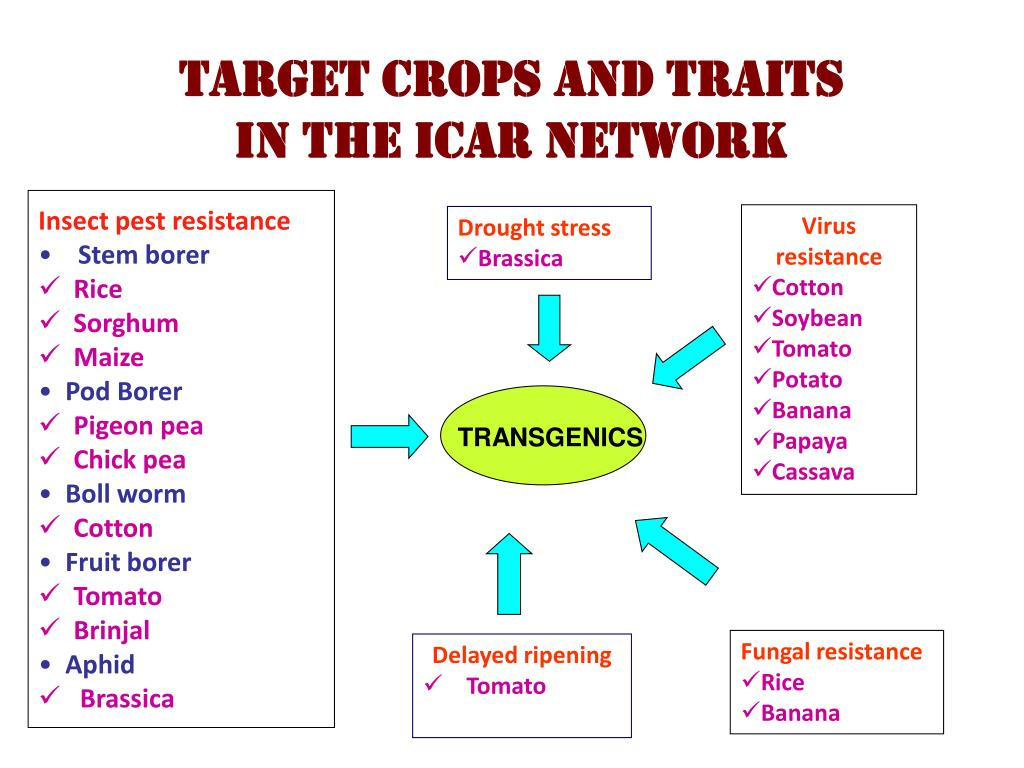 TARGET CROPS AND TRAITS
IN THE ICAR NETWORK
Insect pest resistance
• Stem borer
✓ Rice
✓ Sorghum
✓ Maize
• Pod Borer
✓ Pigeon pea
✓ Chick pea
• Boll worm
✓ Cotton
• Fruit borer
✓ Tomato
✓ Brinjal
• Aphid
✓ Brassica
Drought stress
✓Brassica
Virus
resistance
✓Cotton
✓Soybean
✓Tomato
✓Potato
✓Banana
✓Papaya
✓Cassava
TRANSGENICS
Delayed ripening
✓ Tomato
Fungal resistance
✓Rice
✓Banana